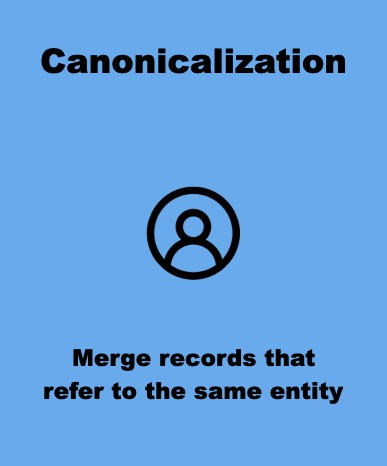 Canonicalization
Merge records that
refer to the same entity